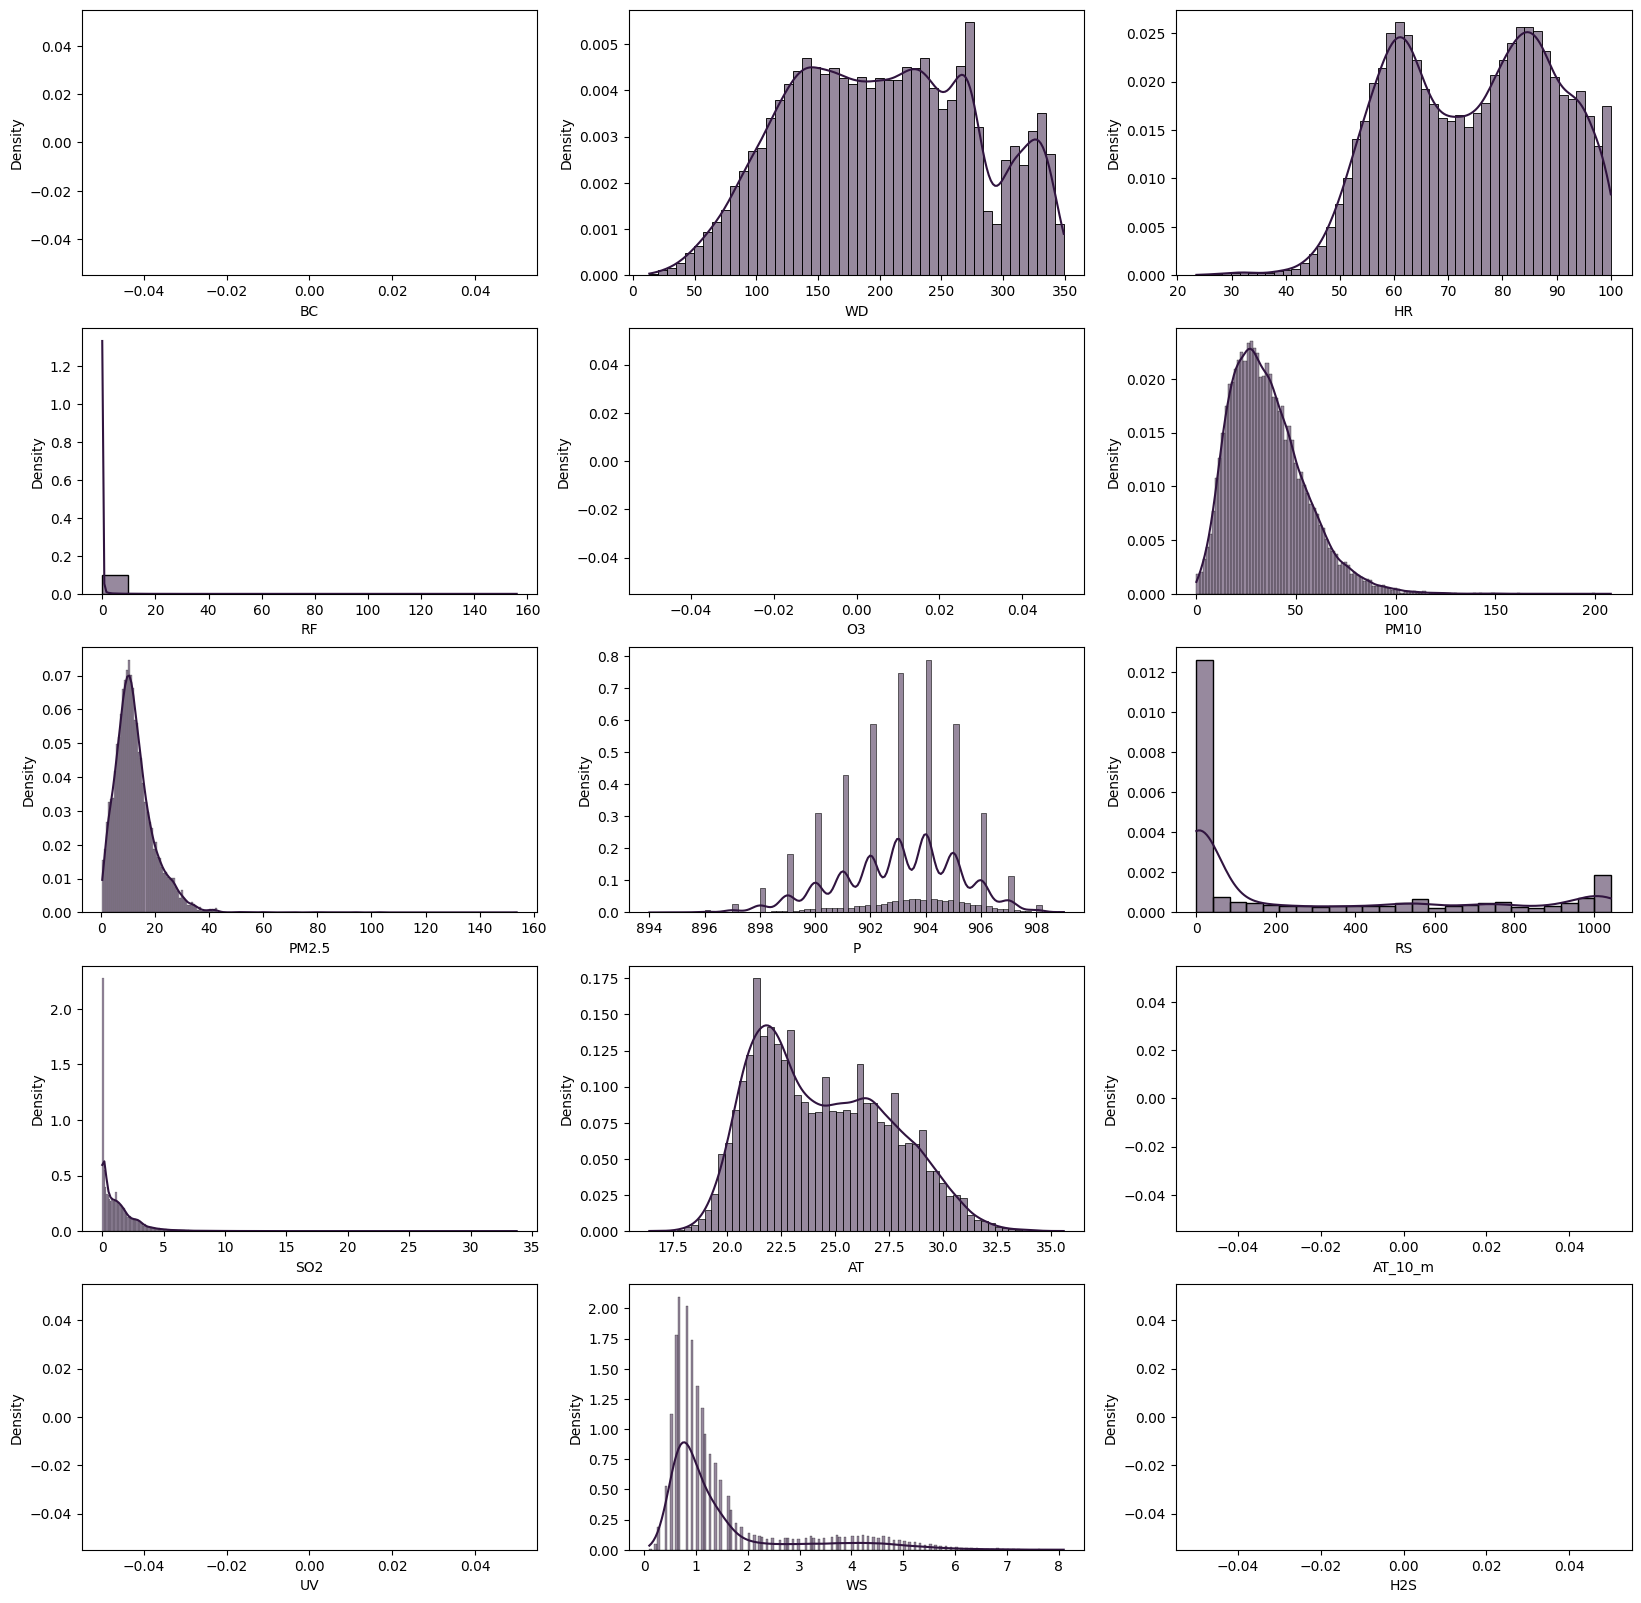 0.04
0.02
0.00
−0.02
−0.04
Density
−0.04 −0.02 0.00 0.02 0.04
BC
0.005
0.004
0.003
0.002
0.001
0.000
Density
0 50 100 150 200 250 300 350
WD
0.025
0.020
0.015
0.010
0.005
0.000
Density
20 30 40 50 60 70 80 90 100
HR
1.2
1.0
0.8
0.6
0.4
0.2
0.0
Density
0 20 40 60 80 100 120 140 160
RF
0.04
0.02
0.00
−0.02
−0.04
Density
−0.04 −0.02 0.00 0.02 0.04
O3
0.020
0.015
0.010
0.005
0.000
Density
0 50 100 150 200
PM10
0.07
0.06
0.05
0.04
0.03
0.02
0.01
0.00
Density
0 20 40 60 80 100 120 140 160
PM2.5
0.8
0.7
0.6
0.5
0.4
0.3
0.2
0.1
0.0
Density
894 896 898 900 902 904 906 908
P
0.012
0.010
0.008
0.006
0.004
0.002
0.000
Density
0 200 400 600 800 1000
RS
2.0
1.5
1.0
0.5
0.0
Density
0 5 10 15 20 25 30 35
SO2
0.175
0.150
0.125
0.100
0.075
0.050
0.025
0.000
Density
17.5 20.0 22.5 25.0 27.5 30.0 32.5 35.0
AT
0.04
0.02
0.00
−0.02
−0.04
Density
−0.04 −0.02 0.00 0.02 0.04
AT_10_m
0.04
0.02
0.00
−0.02
−0.04
Density
−0.04 −0.02 0.00 0.02 0.04
UV
2.00
1.75
1.50
1.25
1.00
0.75
0.50
0.25
0.00
Density
0 1 2 3 4 5 6 7 8
WS
0.04
0.02
0.00
−0.02
−0.04
Density
−0.04 −0.02 0.00 0.02 0.04
H2S